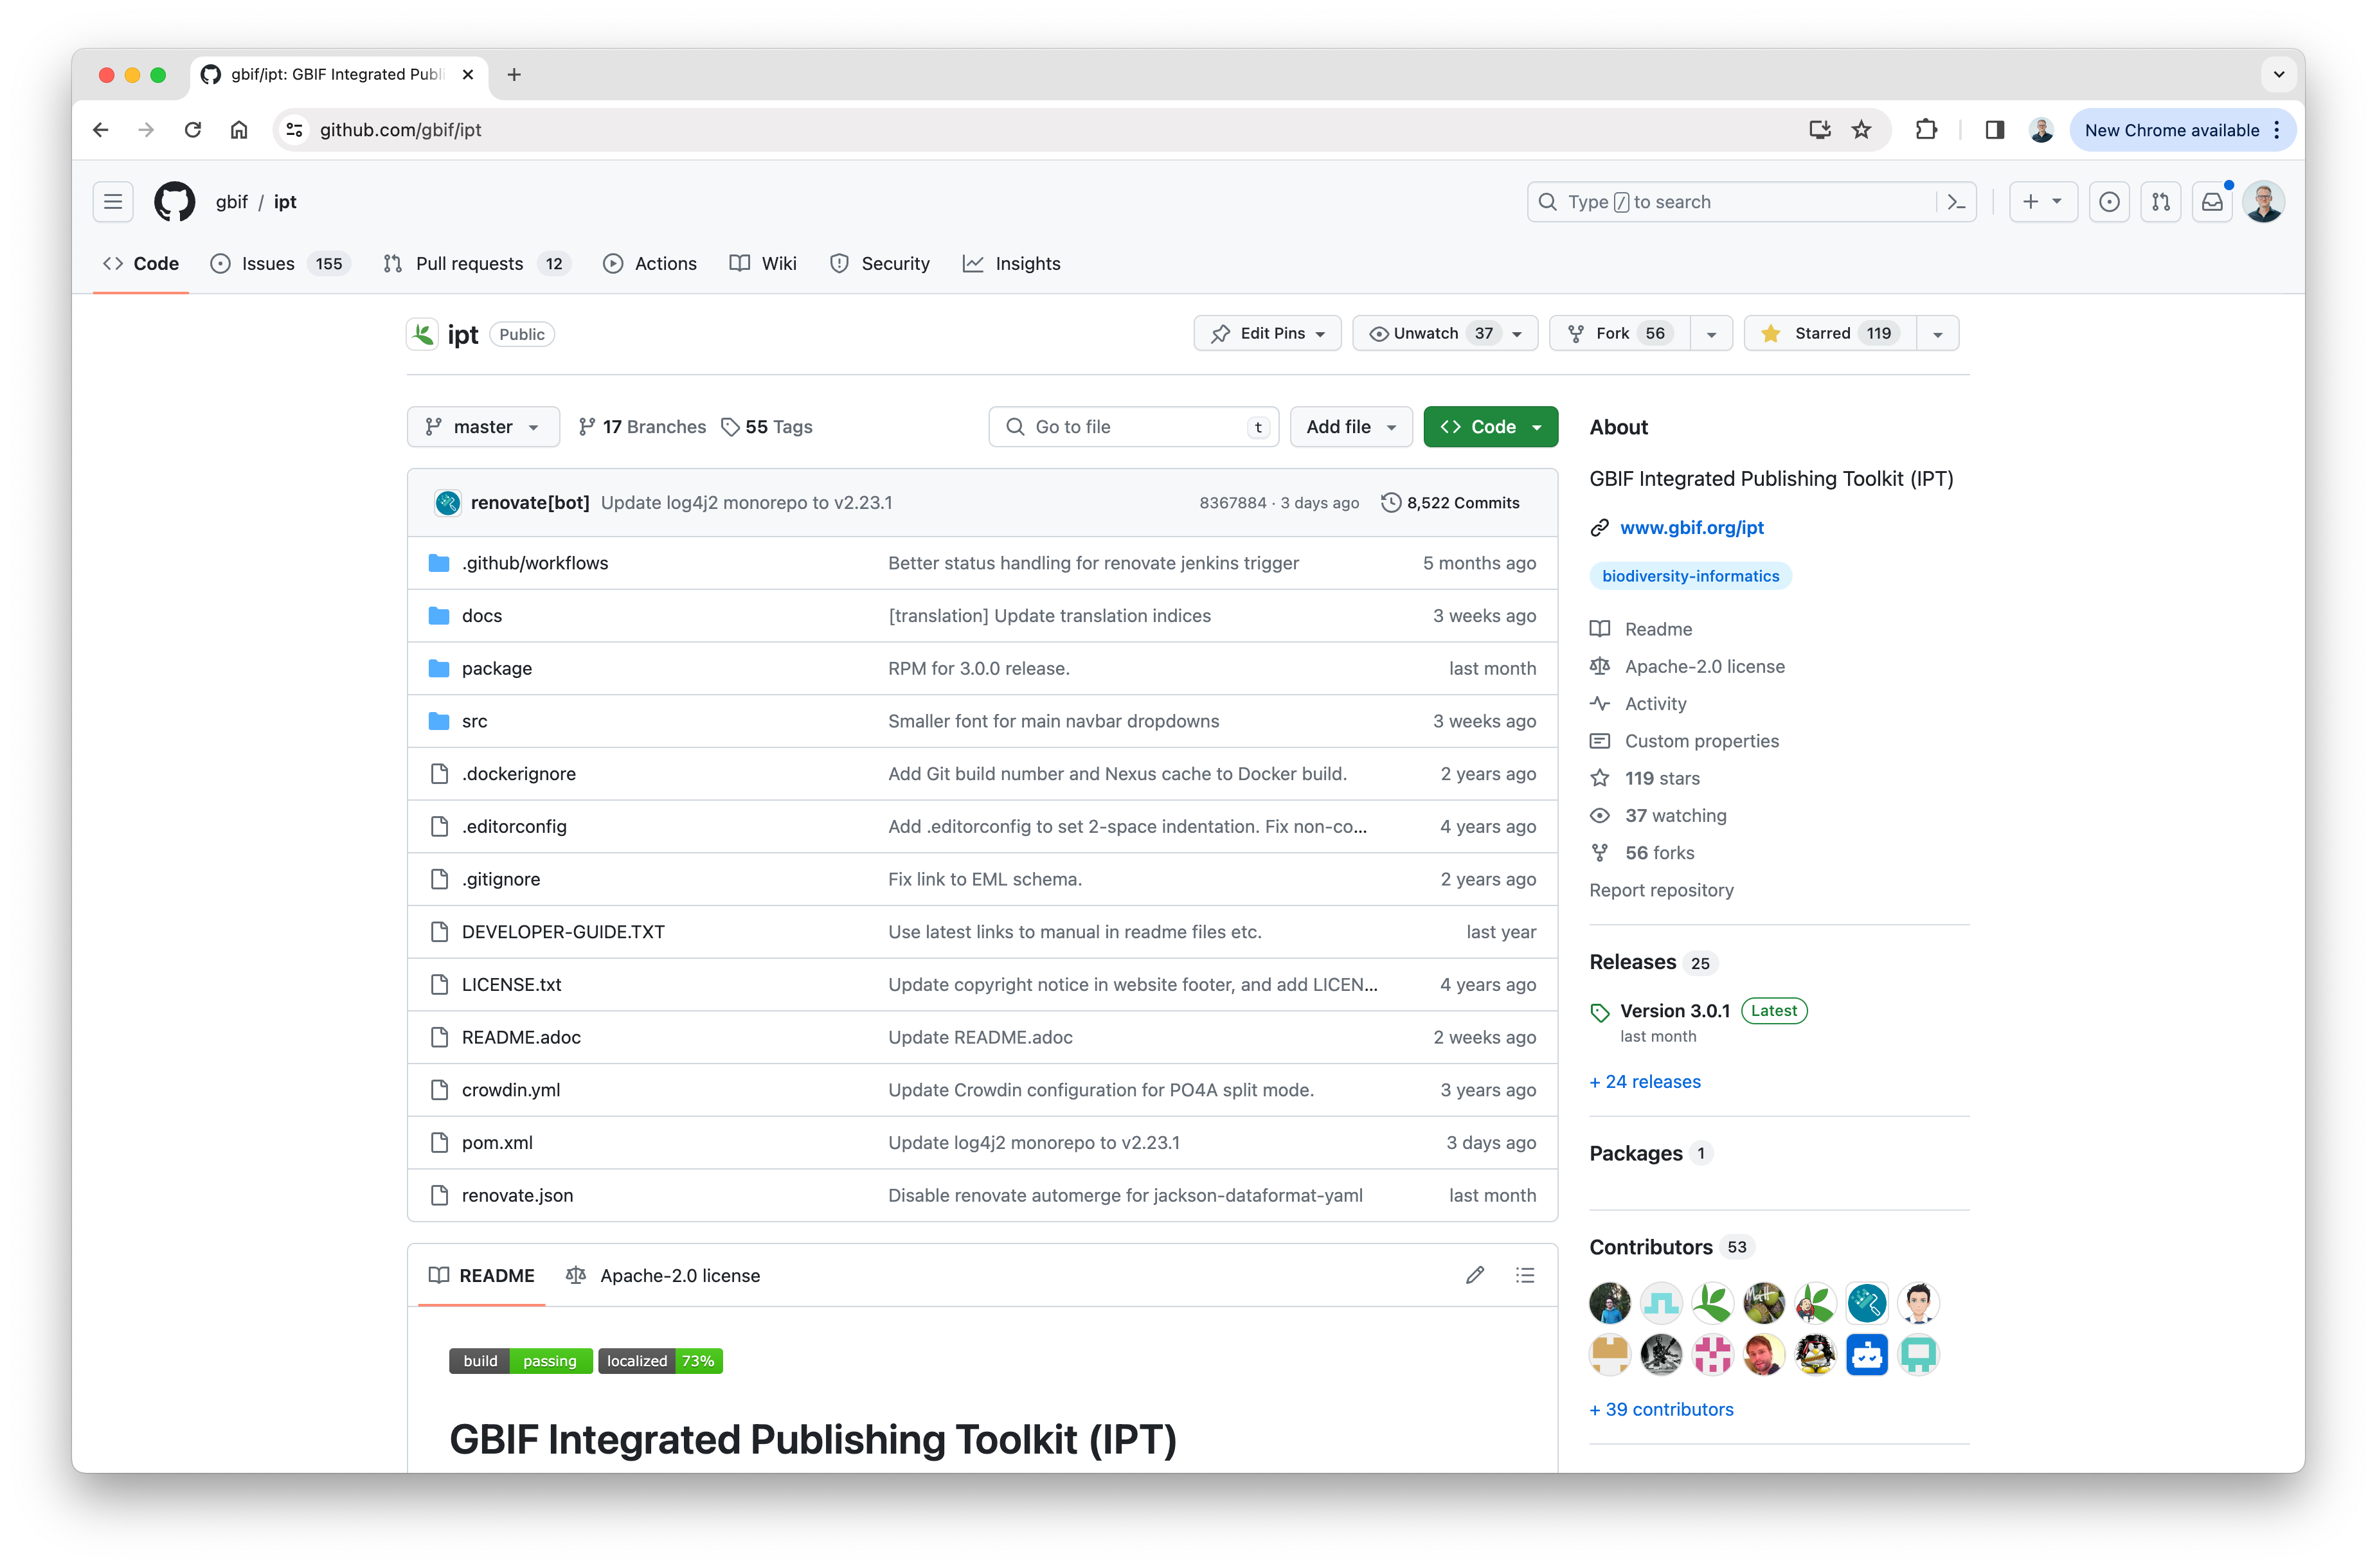 gbif/ipt: GBIF Integrated Publi
github.com/gbif/ipt
New Chrome available
gbif / ipt
Type / to search
Code
Issues 155
Pull requests 12
Actions
Wiki
Security
Insights
ipt Public
Edit Pins
Unwatch 37
Fork 56
Starred 119
master
17 Branches
55 Tags
Go to file t
Add file
Code
renovate[bot] Update log4j2 monorepo to v2.23.1 8367884 · 3 days ago 8,522 Commits
.github/workflows Better status handling for renovate jenkins trigger 5 months ago
docs [translation] Update translation indices 3 weeks ago
package RPM for 3.0.0 release. last month
src Smaller font for main navbar dropdowns 3 weeks ago
.dockerignore Add Git build number and Nexus cache to Docker build. 2 years ago
.editorconfig Add .editorconfig to set 2-space indentation. Fix non-co... 4 years ago
.gitignore Fix link to EML schema. 2 years ago
DEVELOPER-GUIDE.TXT Use latest links to manual in readme files etc. last year
LICENSE.txt Update copyright notice in website footer, and add LICEN... 4 years ago
README.adoc Update README.adoc 2 weeks ago
crowdin.yml Update Crowdin configuration for PO4A split mode. 3 years ago
pom.xml Update log4j2 monorepo to v2.23.1 3 days ago
renovate.json Disable renovate automerge for jackson-dataformat-yaml last month
README
Apache-2.0 license
build passing localized 73%
GBIF Integrated Publishing Toolkit (IPT)
About
GBIF Integrated Publishing Toolkit (IPT)
www.gbif.org/ipt
biodiversity-informatics
Readme
Apache-2.0 license
Activity
Custom properties
119 stars
37 watching
56 forks
Report repository
Releases 25
Version 3.0.1 Latest
last month
+ 24 releases
Packages 1
Contributors 53
Matt
+ 39 contributors